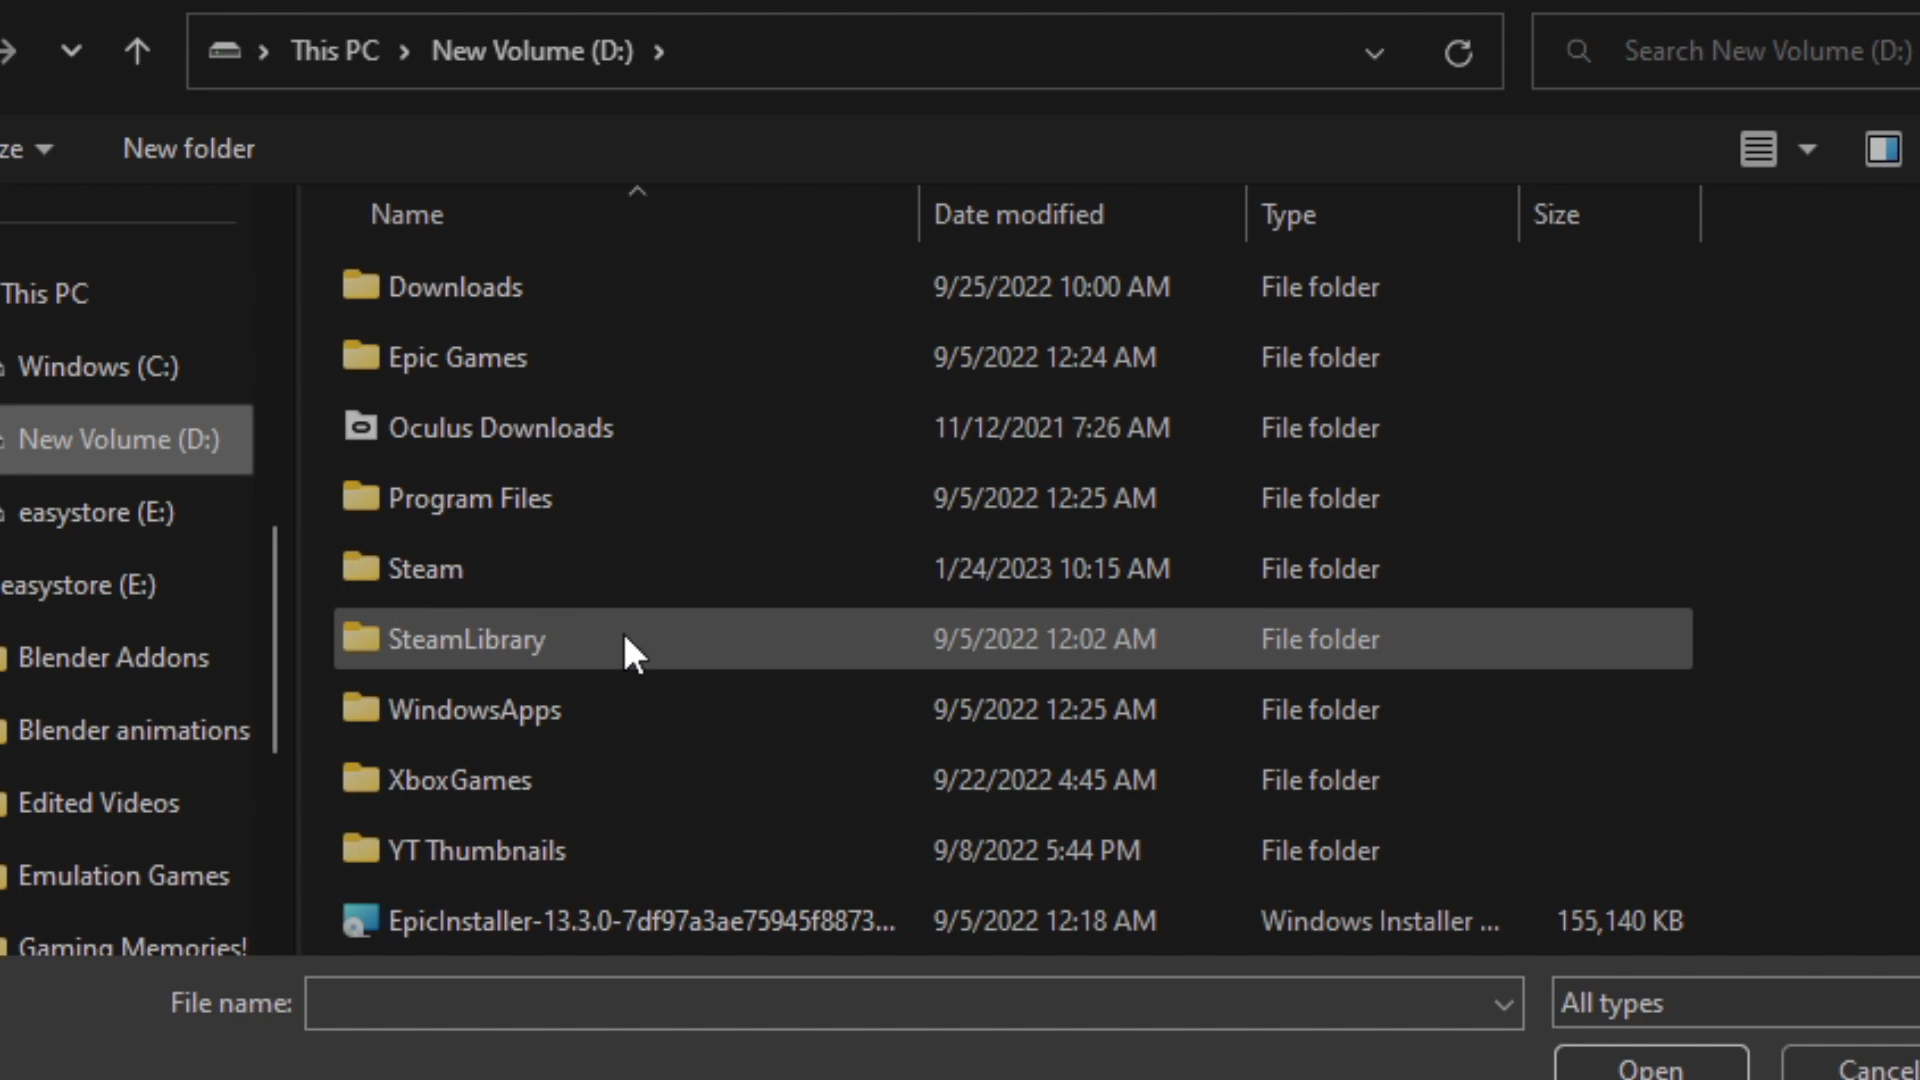 This PC > New Volume (D:) >
Search New Volume (D:)
ze
New folder
Name
Date modified
Type
Size
This PC
Windows (C:)
New Volume (D:)
easystore (E:)
easystore (E:)
Blender Addons
Blender animations
Edited Videos
Emulation Games
Gaming Memories!
Downloads 9/25/2022 10:00 AM File folder
Epic Games 9/5/2022 12:24 AM File folder
Oculus Downloads 11/12/2021 7:26 AM File folder
Program Files 9/5/2022 12:25 AM File folder
Steam 1/24/2023 10:15 AM File folder
SteamLibrary 9/5/2022 12:02 AM File folder
WindowsApps 9/5/2022 12:25 AM File folder
XboxGames 9/22/2022 4:45 AM File folder
YT Thumbnails 9/8/2022 5:44 PM File folder
EpicInstaller-13.3.0-7df97a3ae75945f8873... 9/5/2022 12:18 AM Windows Installer ... 155,140 KB
File name:
All types
Open
Cancel